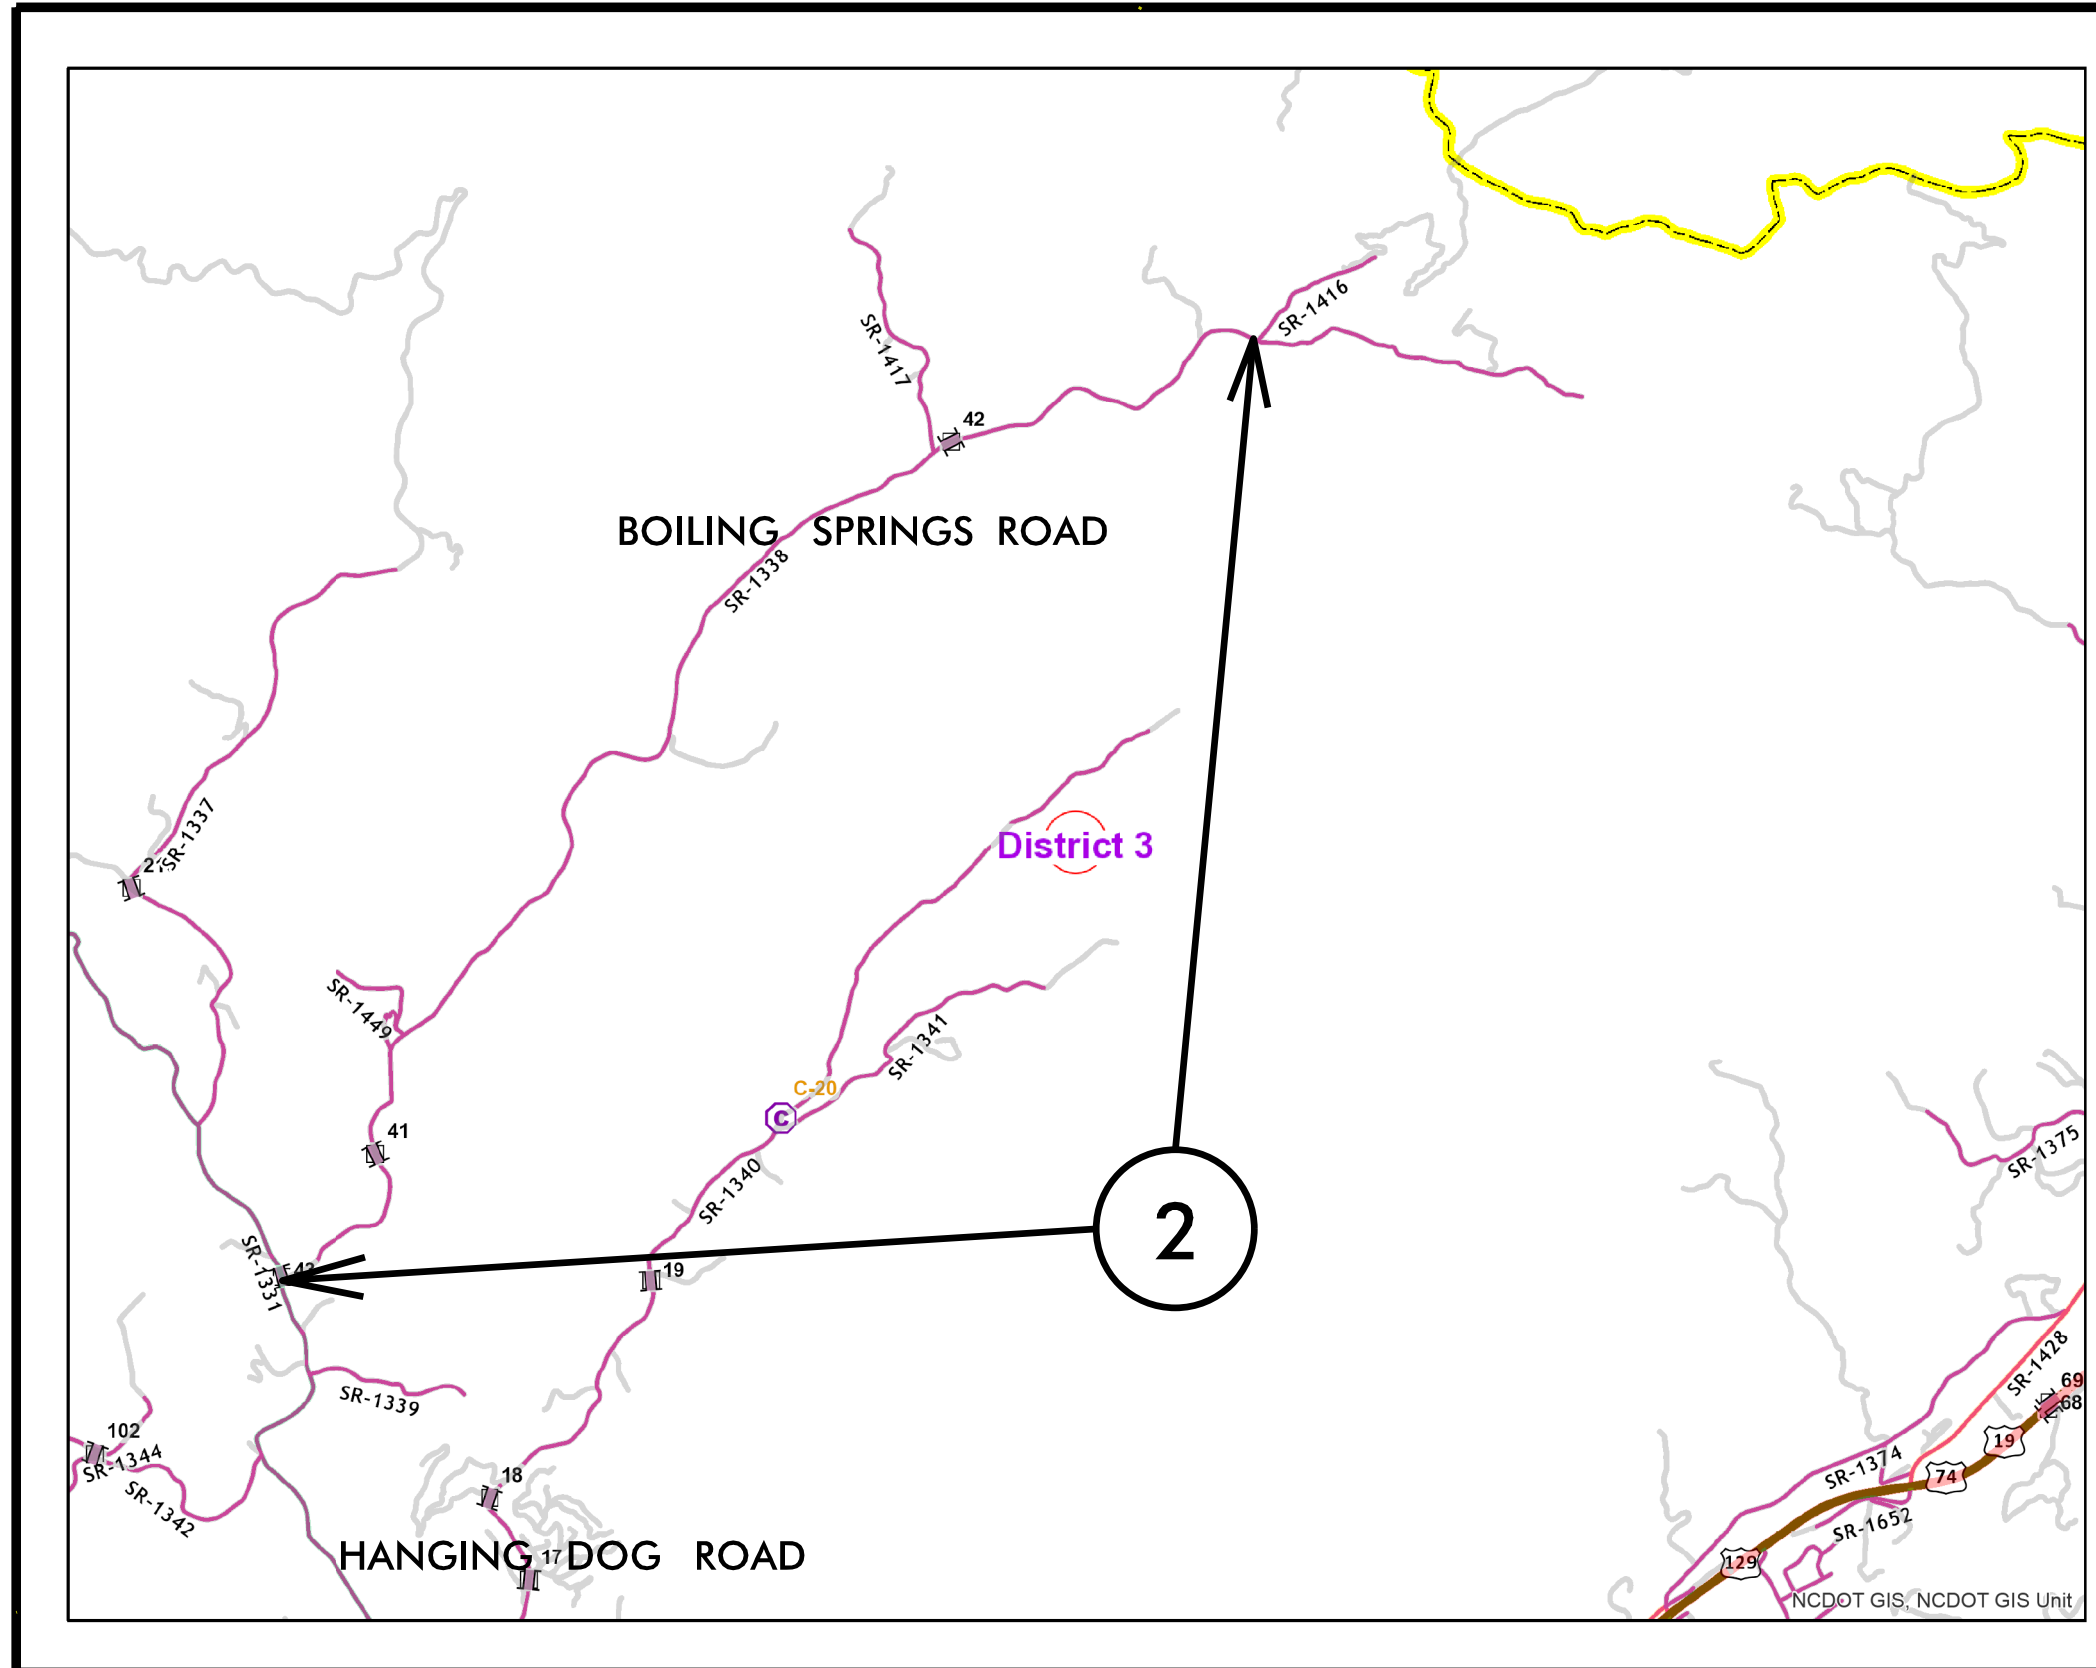 SR-1416
SR-1417
42
BOILING SPRINGS ROAD
SR-1338
SR-1337
District 3
SR-1449
SR-1341
C-20
C
41
SR-1375
SR-1340
2
SR-1331
19
SR-1428
SR-1339
69
68
102
19
SR-1344
SR-1374
74
18
SR-1342
SR-1652
HANGING DOG ROAD
17
129
NCDOT GIS, NCDOT GIS Unit